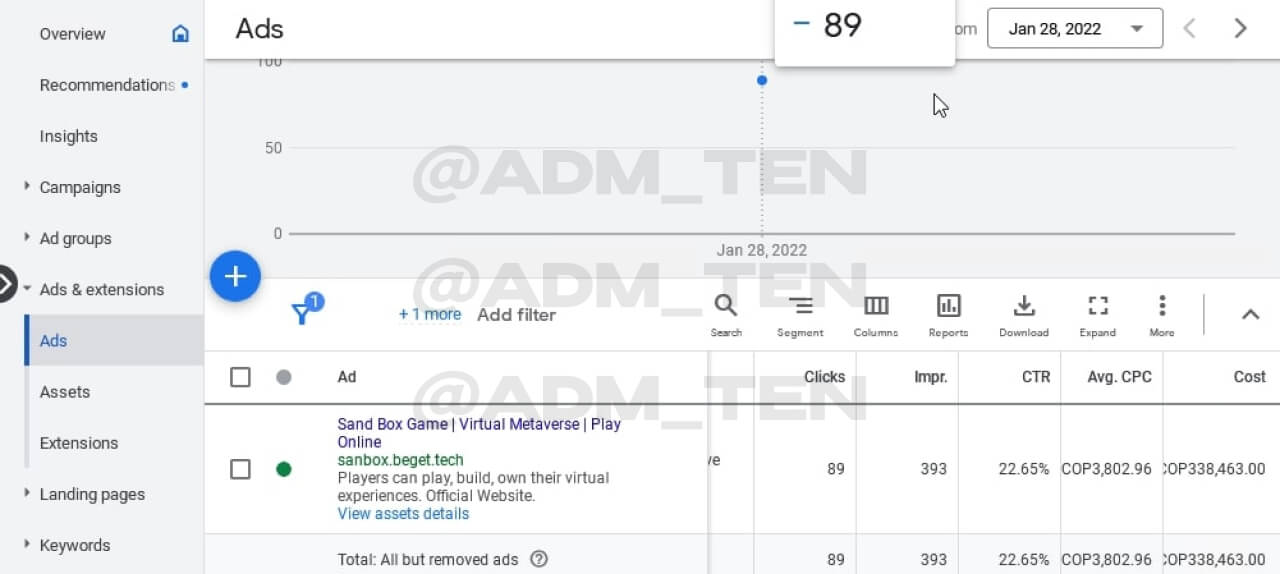 Overview
Recommendations
Insights
Campaigns
Ad groups
Ads & extensions
Ads
Assets
Extensions
Landing pages
Keywords
Ads
89
om
Jan 28, 2022
100
50
0
Jan 28, 2022
@ADM_TEN
@ADM_TEN
@ADM_TEN
1
+ 1 more
Add filter
Search
Segment
Columns
Reports
Download
Expand
More
Ad Clicks Impr. CTR Avg. CPC Cost
Sand Box Game | Virtual Metaverse | Play
Online
sanbox.beget.tech
Players can play, build, own their virtual
experiences. Official Website.
View assets details
ve 89 393 22.65% COP3,802.96 COP338,463.00
Total: All but removed ads ? 89 393 22.65% COP3,802.96 COP338,463.00